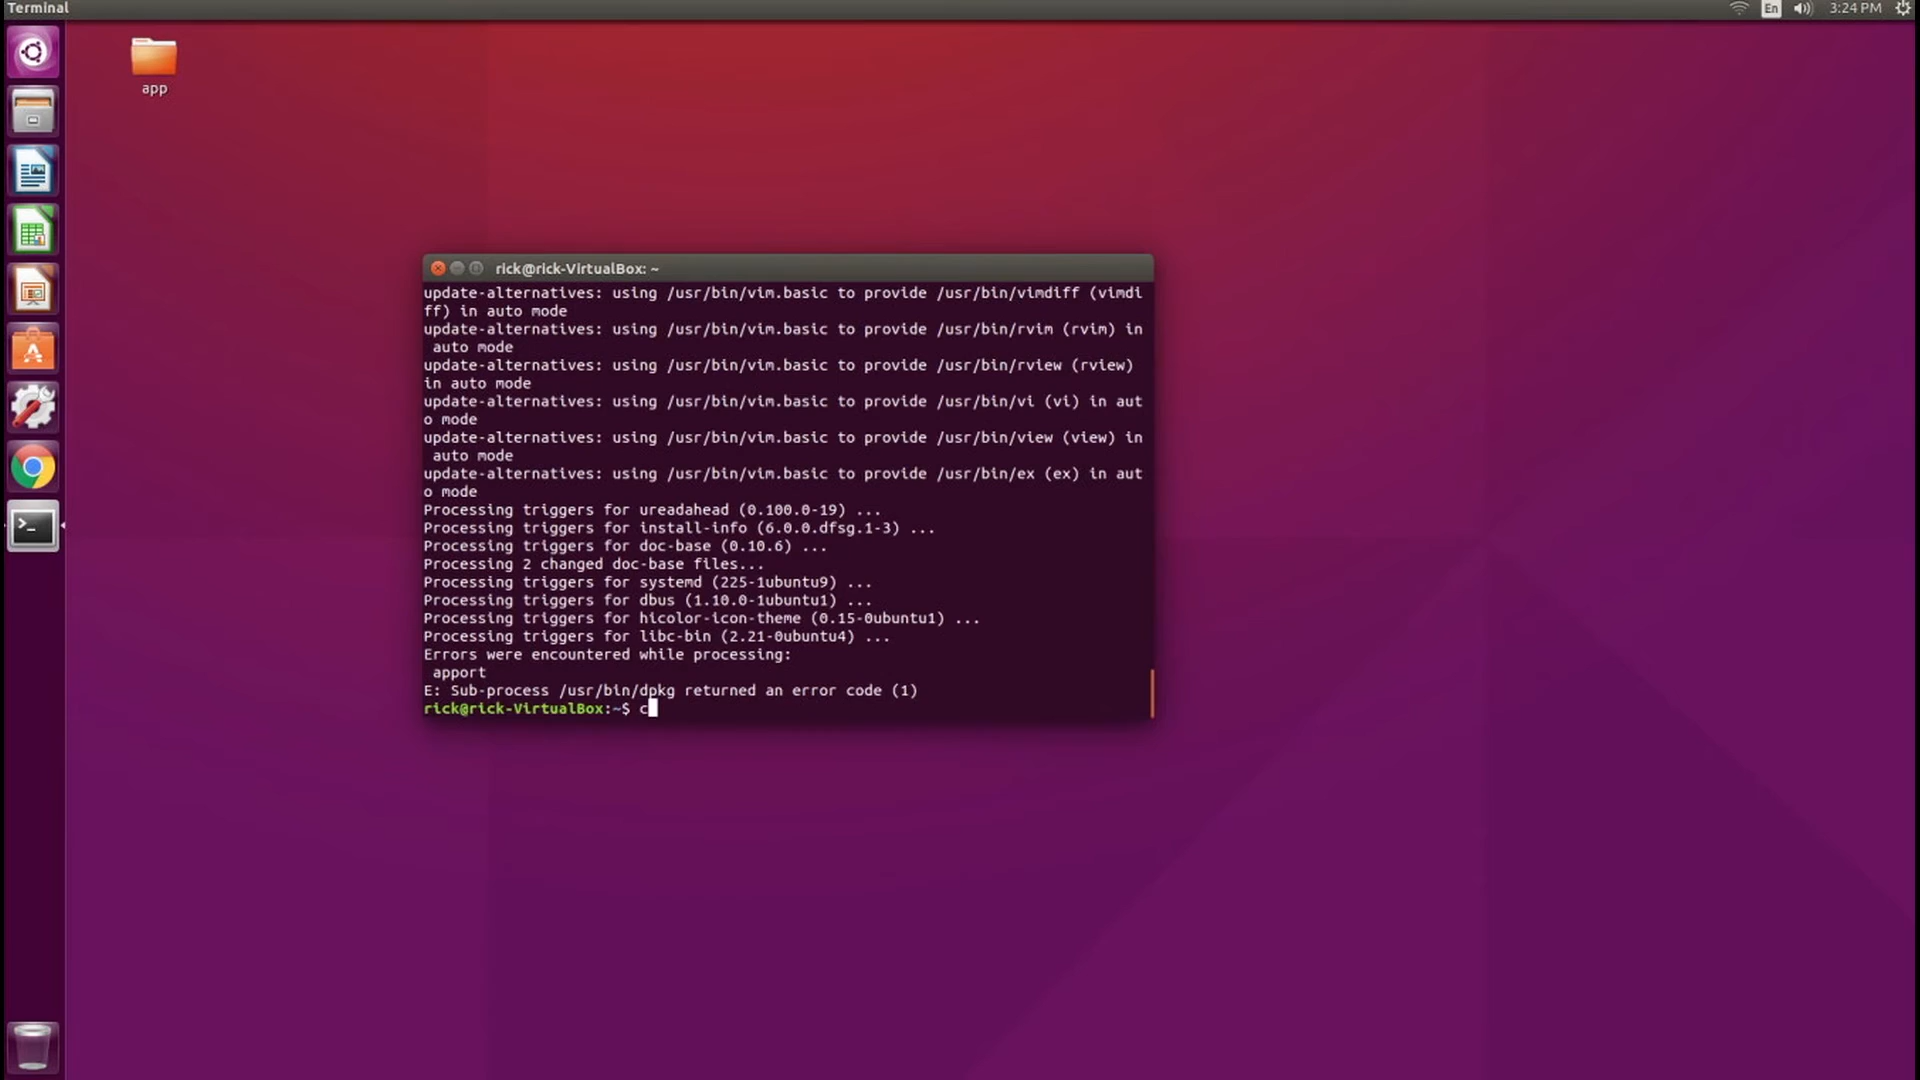 Terminal
En
3:24 PM
app
rick@rick-VirtualBox: ~
update-alternatives: using /usr/bin/vim.basic to provide /usr/bin/vimdiff (vimdi
ff) in auto mode
update-alternatives: using /usr/bin/vim.basic to provide /usr/bin/rvim (rvim) in
 auto mode
update-alternatives: using /usr/bin/vim.basic to provide /usr/bin/rview (rview)
in auto mode
update-alternatives: using /usr/bin/vim.basic to provide /usr/bin/vi (vi) in aut
o mode
update-alternatives: using /usr/bin/vim.basic to provide /usr/bin/view (view) in
 auto mode
update-alternatives: using /usr/bin/vim.basic to provide /usr/bin/ex (ex) in aut
o mode
Processing triggers for ureadahead (0.100.0-19) ...
Processing triggers for install-info (6.0.0.dfsg.1-3) ...
Processing triggers for doc-base (0.10.6) ...
Processing 2 changed doc-base files...
Processing triggers for systemd (225-1ubuntu9) ...
Processing triggers for dbus (1.10.0-1ubuntu1) ...
Processing triggers for hicolor-icon-theme (0.15-0ubuntu1) ...
Processing triggers for libc-bin (2.21-0ubuntu4) ...
Errors were encountered while processing:
 apport
E: Sub-process /usr/bin/dpkg returned an error code (1)
rick@rick-VirtualBox:~$ c